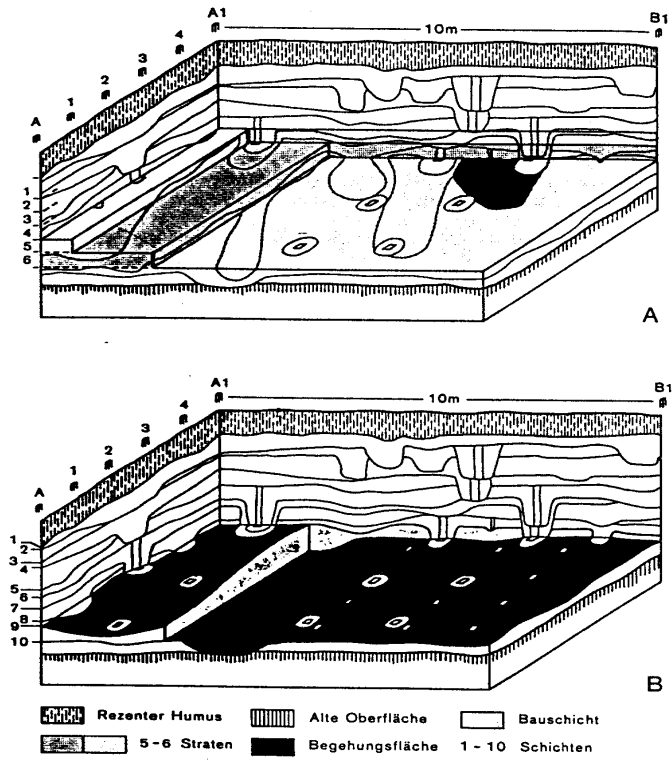 A1 B1
10m
4
3
2
1
A
1
2
3
4
5
6
A
A1 B1
10m
4
3
2
1
A
1
2
3
4
5
6
7
8
9
10
B
Rezenter Humus Alte Oberfläche Bauschicht
5-6 Straten Begehungsfläche 1-10 Schichten